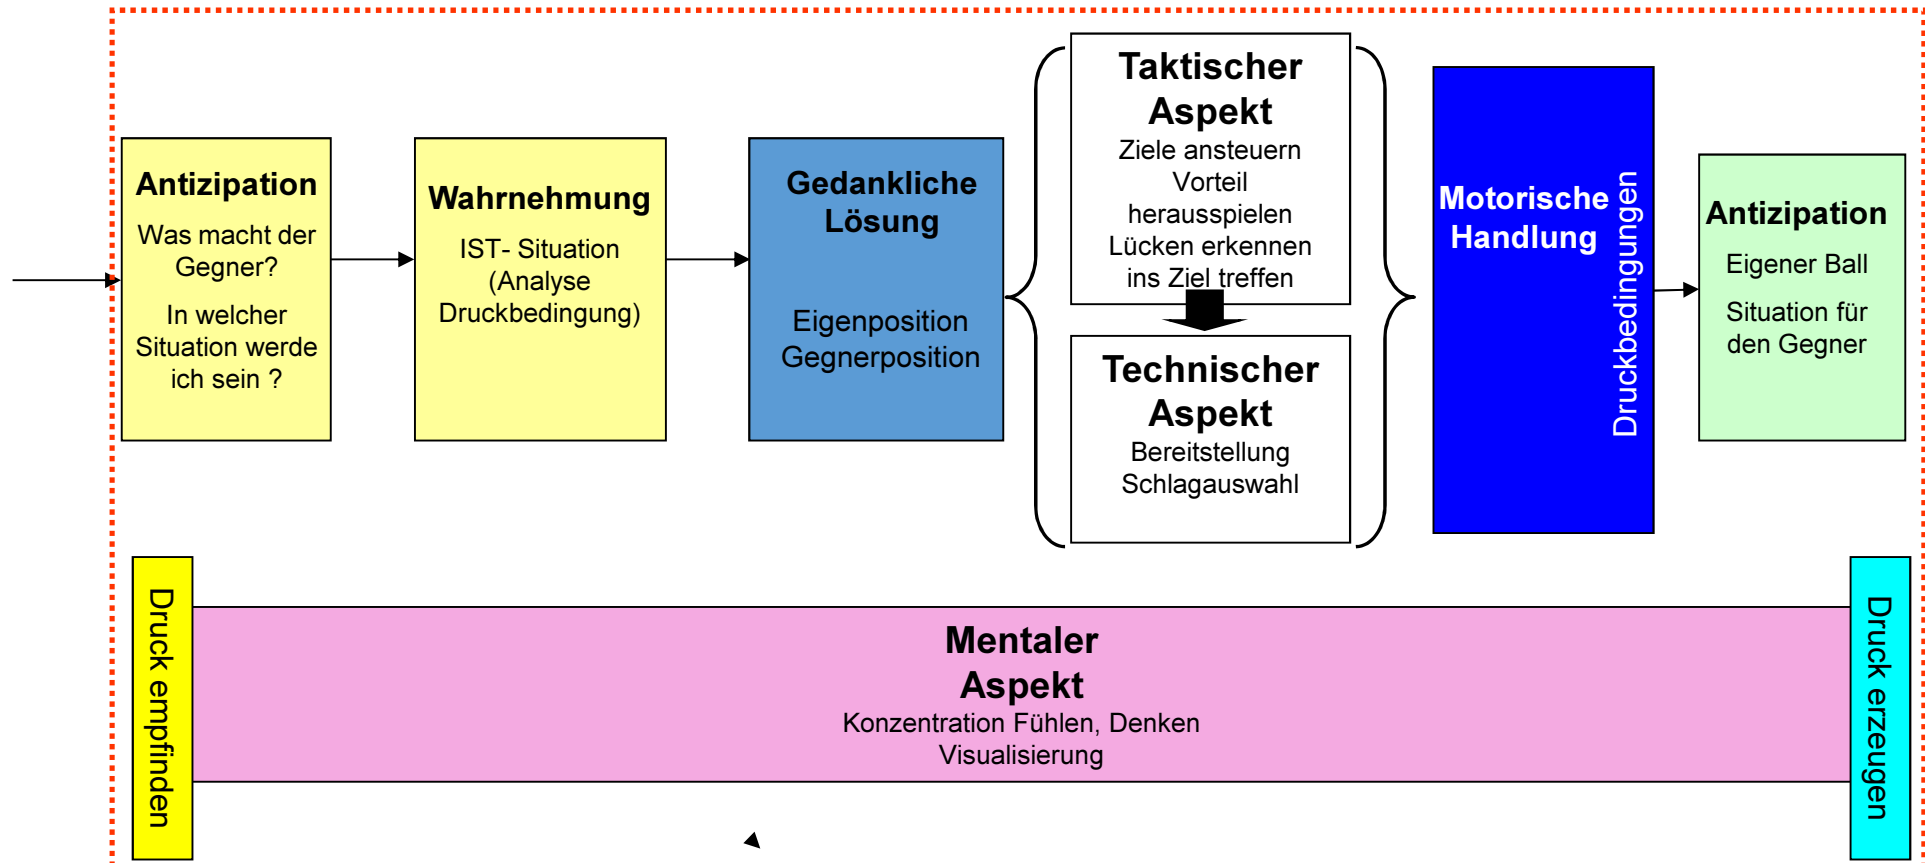 Antizipation
Was macht der
Gegner?
In welcher
Situation werde
ich sein ?
Wahrnehmung
IST- Situation
(Analyse
Druckbedingung)
Gedankliche
Lösung
Eigenposition
Gegnerposition
Taktischer
Aspekt
Ziele ansteuern
Vorteil
herausspielen
Lücken erkennen
ins Ziel treffen
Technischer
Aspekt
Bereitstellung
Schlagauswahl
Motorische
Handlung
Druckbedingungen
Antizipation
Eigener Ball
Situation für
den Gegner
Druck empfinden
Mentaler
Aspekt
Konzentration Fühlen, Denken
Visualisierung
Druck erzeugen